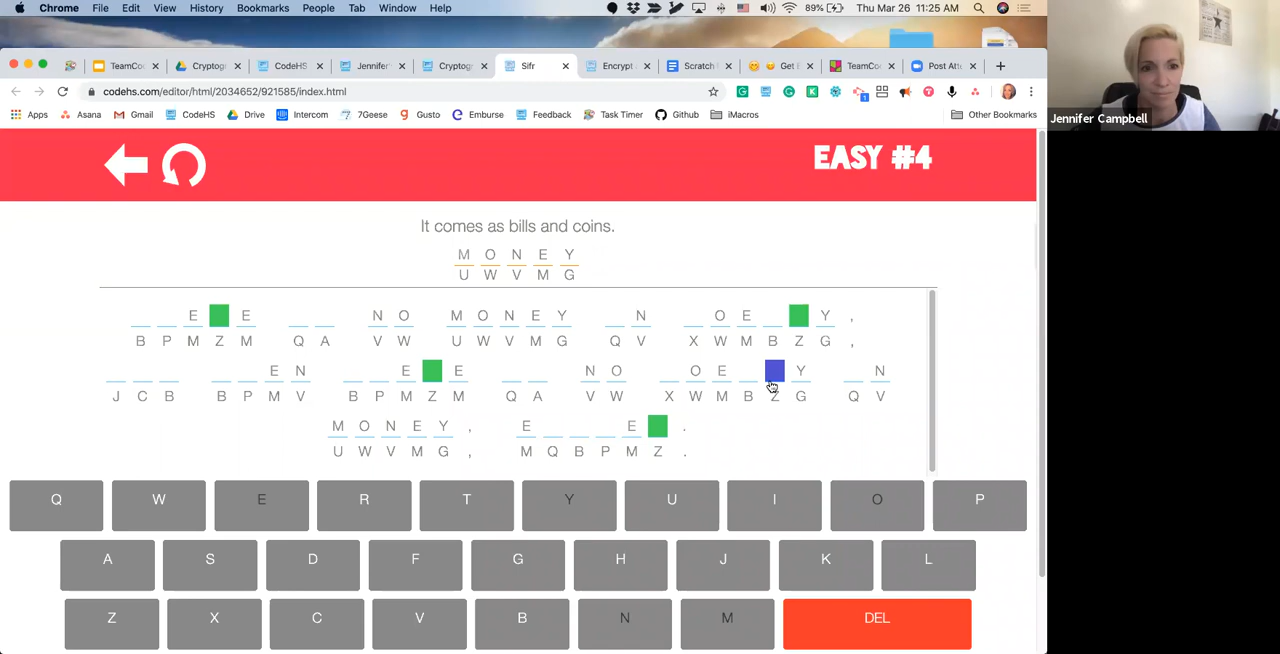 Chrome File Edit View History Bookmarks People Tab Window Help 89% Thu Mar 26 11:25 AM
TeamCo Cryptog CodeHS Jennifer Cryptogr Sifr Encrypt Scratch Get TeamCo Post Att
codehs.com/editor/html/2034652/921585/index.html
Jennifer Campbell
Apps Asana Gmail CodeHS Drive Intercom 7Geese Gusto Emburse Feedback Task Timer Github iMacros Other Bookmarks
EASY #4
It comes as bills and coins.
M O N E Y
U W V M G
E E N O M O N E Y N O E Y ,
B P M Z M Q A V W U W V M G Q V X W M B Z G ,
E N E E N O O E Y N
J C B B P M V B P M Z M Q A V W X W M B Z G Q V
M O N E Y , E E .
U W V M G , M Q B P M Z .
Q W E R T Y U I O P
A S D F G H J K L
Z X C V B N M DEL